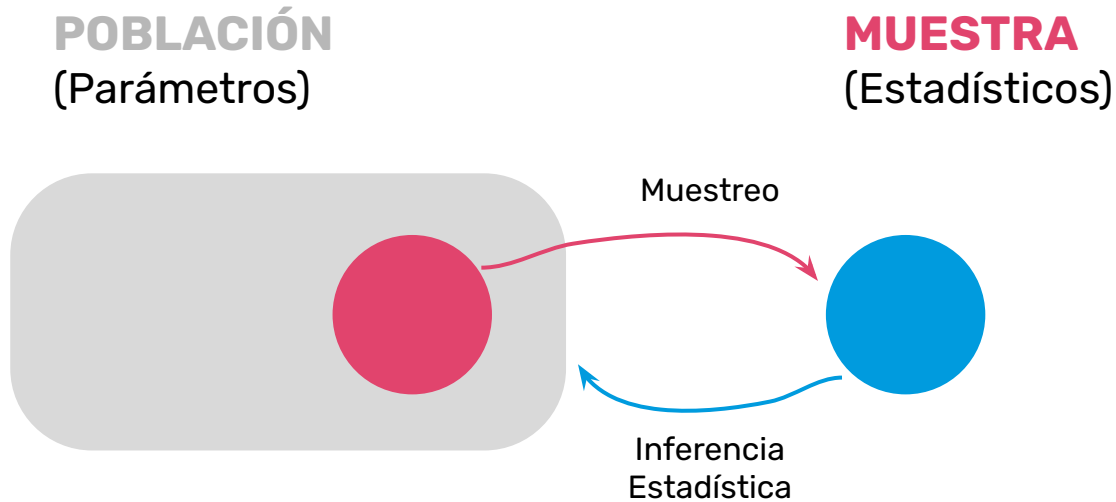 POBLACIÓN
(Parámetros)
MUESTRA
(Estadísticos)
Muestreo
Inferencia
Estadística